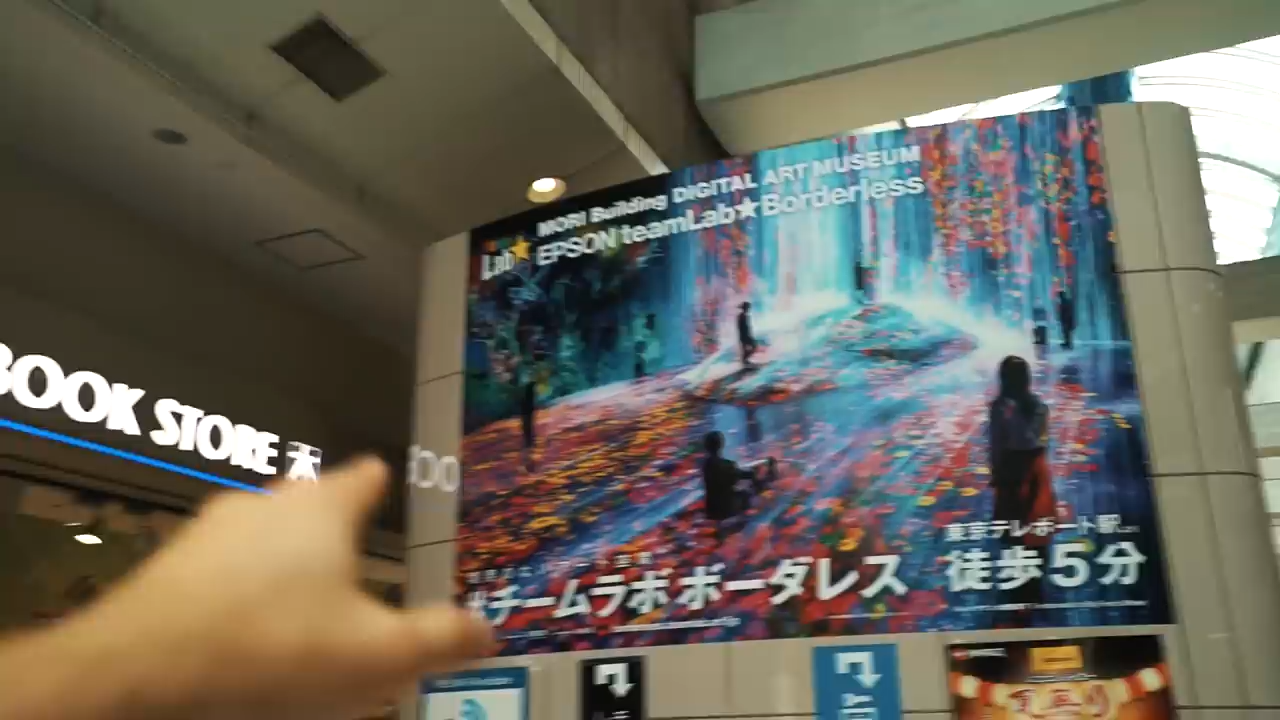 BOOK STORE 本
Lab★
MORI Building DIGITAL ART MUSEUM
EPSON teamLab★Borderless
チームラボ ボーダレス
東京テレポート駅
徒歩5分